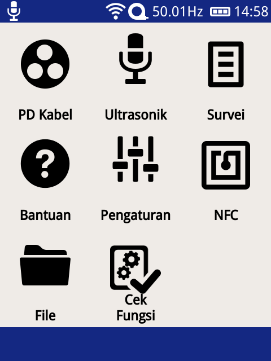 50.01Hz 14:58
PD Kabel Ultrasonik Survei
Bantuan Pengaturan NFC
File Cek
Fungsi